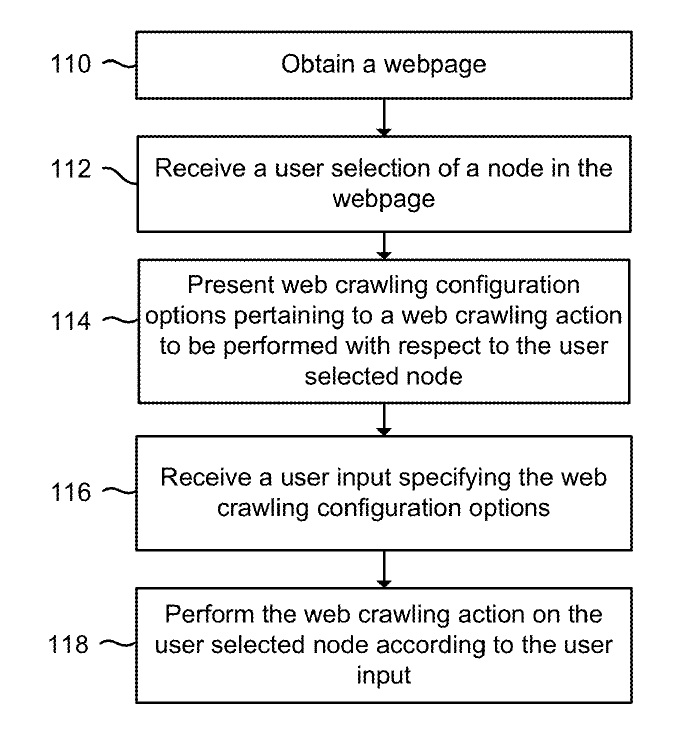 110
Obtain a webpage
112
Receive a user selection of a node in the
webpage
114
Present web crawling configuration
options pertaining to a web crawling action
to be performed with respect to the user
selected node
116
Receive a user input specifying the web
crawling configuration options
118
Perform the web crawling action on the
user selected node according to the user
input